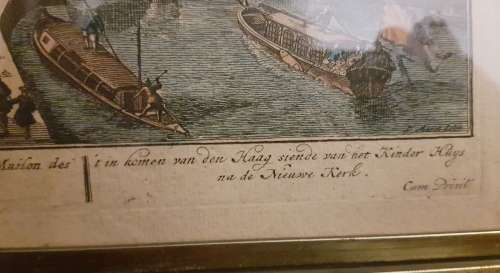 Maison des
't in komen van den Haag siende van het Kinder Huys
na de Nieuwe Kerk.
Cum Privil